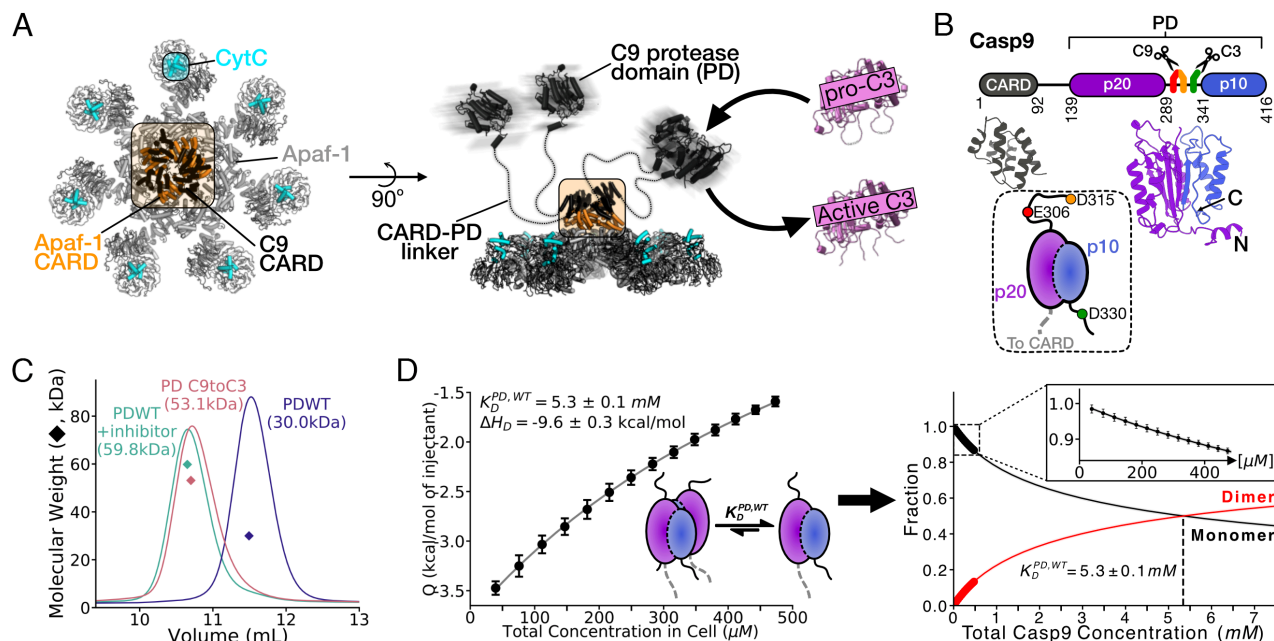 A
CytC
Apaf-1
Apaf-1
CARD
C9
CARD
90°
C9 protease
domain (PD)
CARD-PD
linker
pro-C3
Active C3
B
PD
Casp9
C9
C3
CARD
p20
p10
1
92
139
289
341
416
E306
D315
p10
p20
D330
To CARD
C
N
C
PD C9toC3
(53.1kDa)
PDWT
+inhibitor
(59.8kDa)
PDWT
(30.0kDa)
Molecular Weight (◆, kDa)
80
60
40
20
0
10
11
12
13
Volume (mL)
D
K_D^{PD,WT} = 5.3 ± 0.1 mM
ΔH_D = -9.6 ± 0.3 kcal/mol
Q (kcal/mol of injectant)
-1.5
-2.0
-2.5
-3.0
-3.5
K_D^{PD,WT}
0
100
200
300
400
500
Total Concentration in Cell (μM)
Fraction
1.0
0.8
0.6
0.4
0.2
0.0
1.0
0.9
0
200
400
[μM]
Dimer
Monomer
K_D^{PD,WT} = 5.3 ± 0.1 mM
0
1
2
3
4
5
6
7
Total Casp9 Concentration (mM)